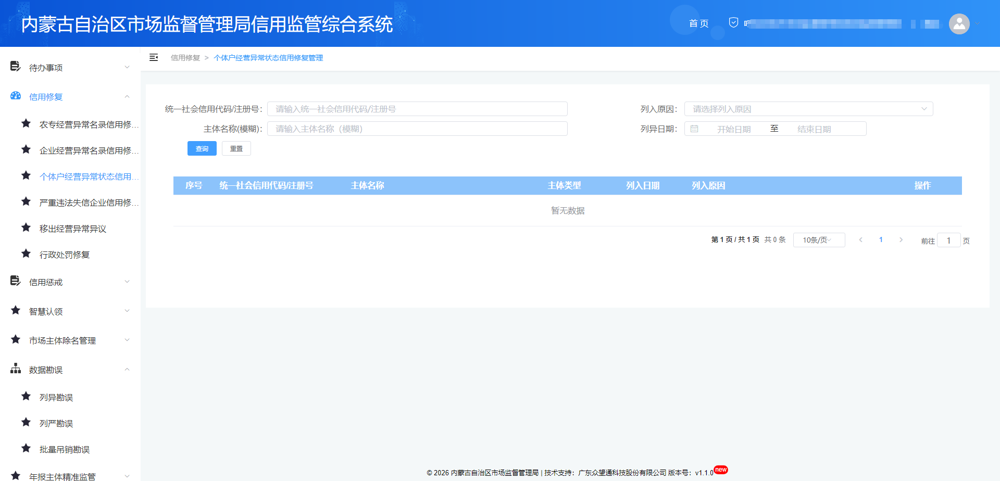 内蒙古自治区市场监督管理局信用监管综合系统
首页
待办事项
信用修复
农专经营异常名录信用修...
企业经营异常名录信用修...
个体户经营异常状态信用...
严重违法失信企业信用修...
移出经营异常异议
行政处罚修复
信用惩戒
智慧认领
市场主体除名管理
数据勘误
列异勘误
列严勘误
批量吊销勘误
年报主体精准监管
信用修复 > 个体户经营异常状态信用修复管理
统一社会信用代码/注册号: 请输入统一社会信用代码/注册号 列入原因: 请选择列入原因
主体名称(模糊): 请输入主体名称（模糊） 列异日期: 开始日期 至 结束日期
查询 重置
序号 统一社会信用代码/注册号 主体名称 主体类型 列入日期 列入原因 操作
暂无数据
第 1 页 / 共 1 页 共 0 条 10条/页 1 前往 1 页
© 2026 内蒙古自治区市场监督管理局 | 技术支持：广东众望通科技股份有限公司 版本号：v1.1.0 new